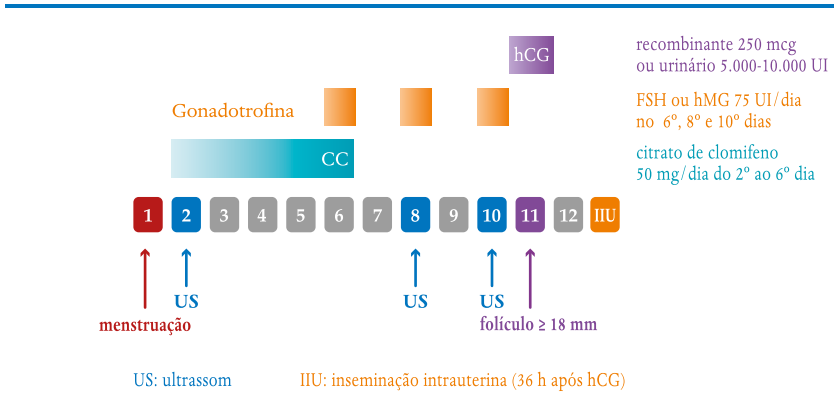 hCG
recombinante 250 mcg
ou urinário 5.000-10.000 UI
Gonadotrofina
FSH ou hMG 75 UI/dia
no 6º, 8º e 10º dias
CC
citrato de clomifeno
50 mg/dia do 2º ao 6º dia
1 2 3 4 5 6 7 8 9 10 11 12 IIU
US US US
menstruação folículo ≥ 18 mm
US: ultrassom IIU: inseminação intrauterina (36 h após hCG)